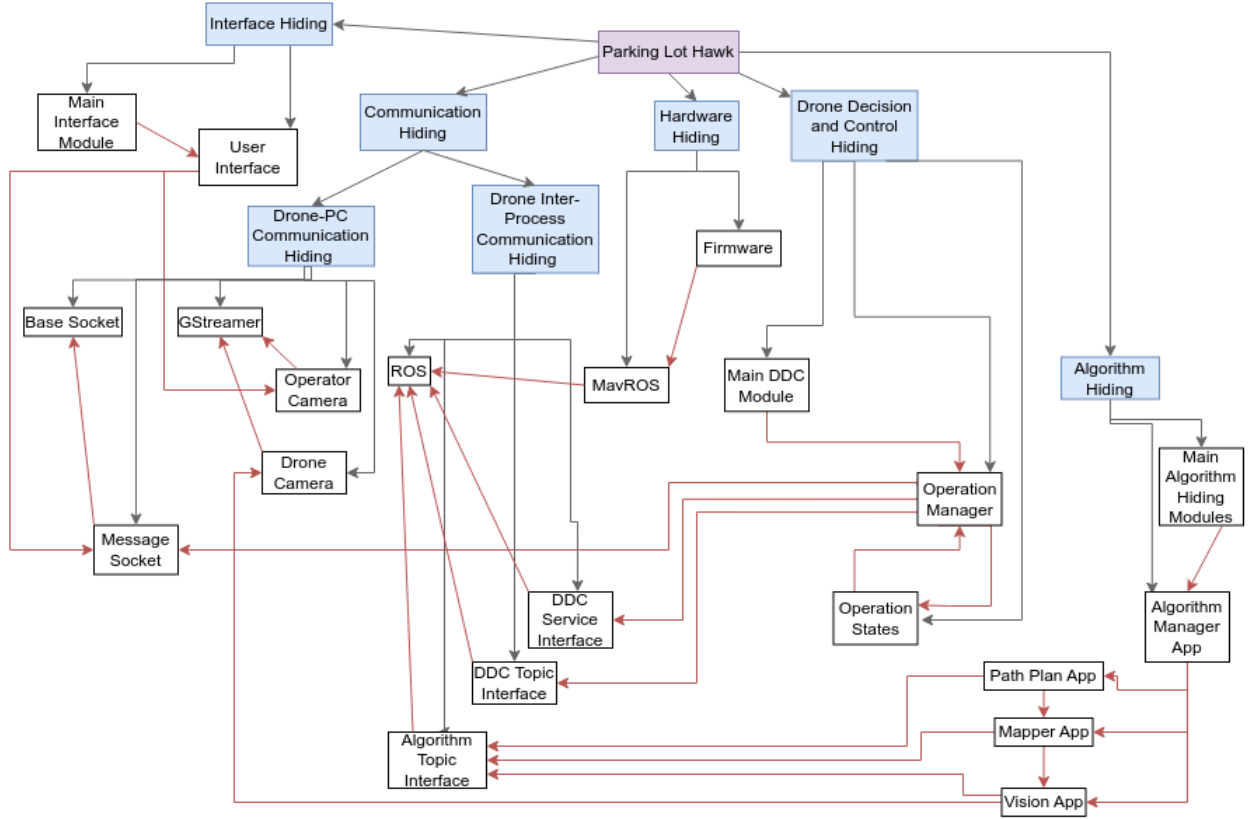 Interface Hiding
Parking Lot Hawk
Main
Interface
Module
User
Interface
Communication
Hiding
Hardware
Hiding
Drone Decision
and Control
Hiding
Drone-PC
Communication
Hiding
Drone Inter-
Process
Communication
Hiding
Firmware
Base Socket
GStreamer
Operator
Camera
ROS
MavROS
Main DDC
Module
Algorithm
Hiding
Drone
Camera
Operation
Manager
Main
Algorithm
Hiding
Modules
Message
Socket
DDC
Service
Interface
Operation
States
Algorithm
Manager
App
DDC Topic
Interface
Path Plan App
Mapper App
Algorithm
Topic
Interface
Vision App